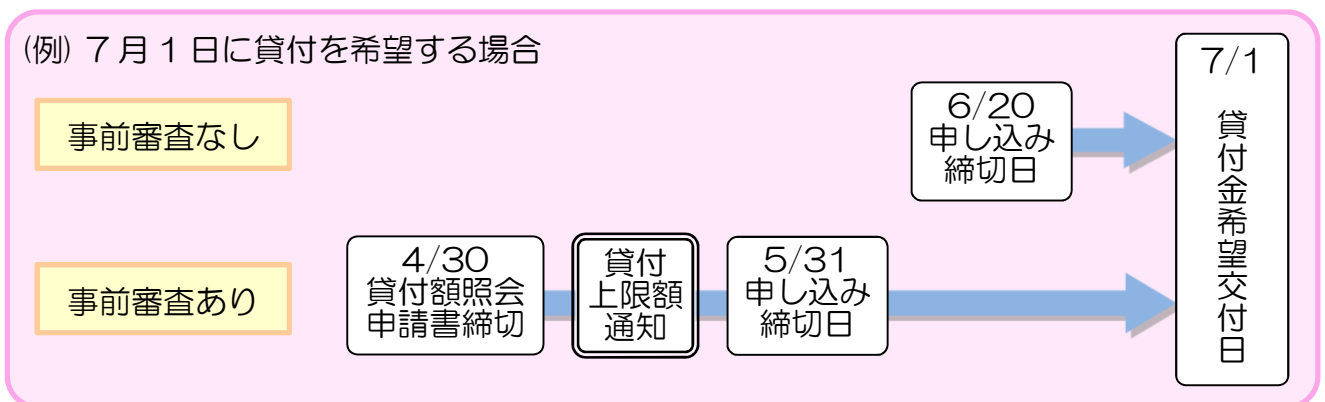 (例) 7月1日に貸付を希望する場合
事前審査なし
6/20
申し込み
締切日
事前審査あり
4/30
貸付額照会
申請書締切
貸付
上限額
通知
5/31
申し込み
締切日
7/1
貸付金希望交付日